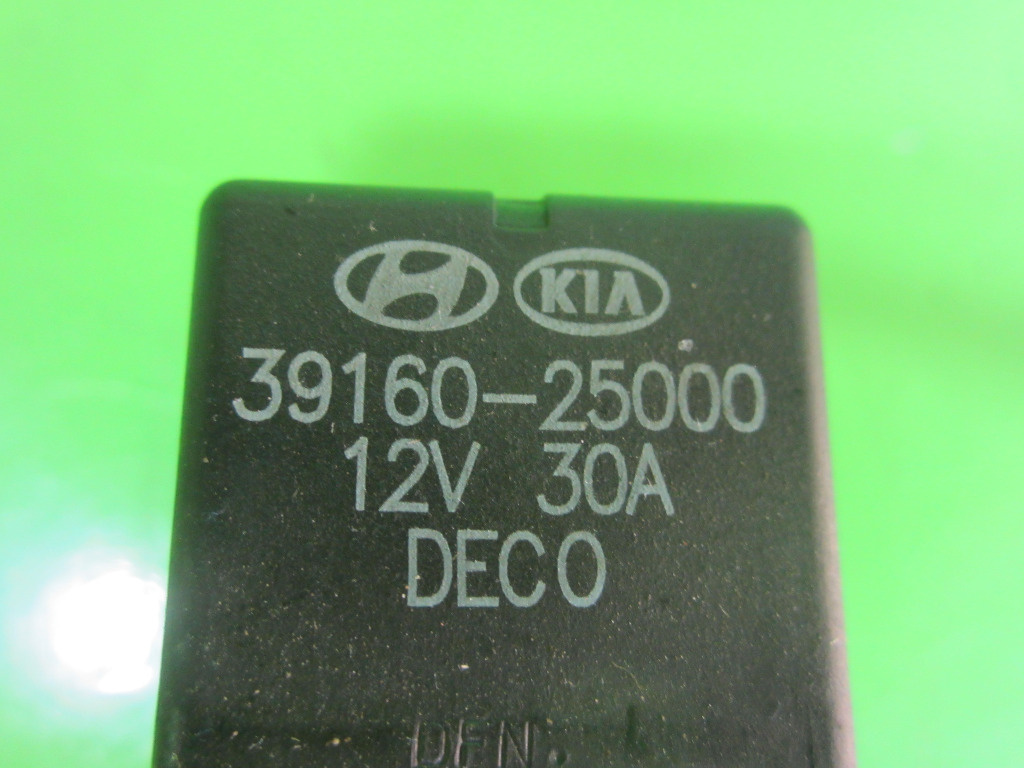 KIA
39160-25000
12V 30A
DECO